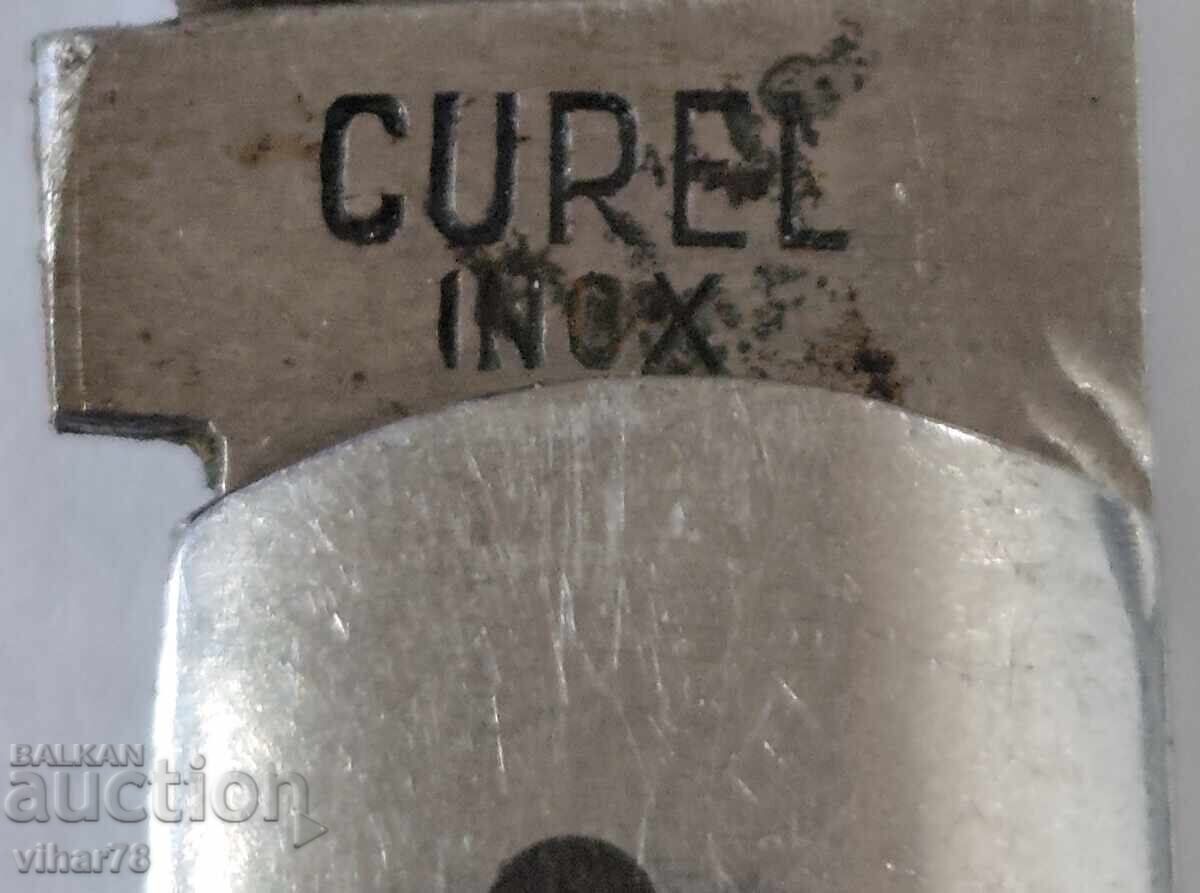 CUREL
INOX
BALKAN
auction
vihar78